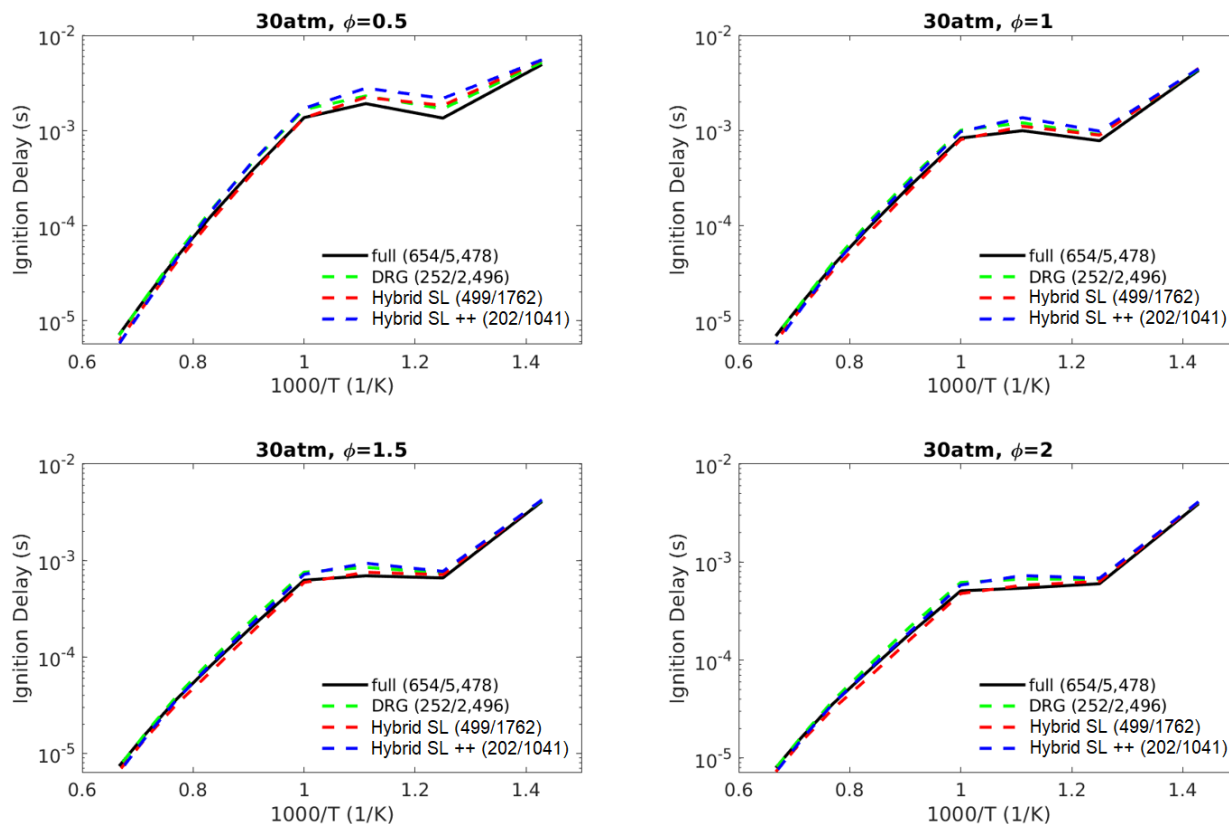 30atm, ϕ=0.5
10⁻²
10⁻³
10⁻⁴
10⁻⁵
Ignition Delay (s)
full (654/5,478)
DRG (252/2,496)
Hybrid SL (499/1762)
Hybrid SL ++ (202/1041)
0.6 0.8 1 1.2 1.4
1000/T (1/K)
30atm, ϕ=1
10⁻²
10⁻³
10⁻⁴
10⁻⁵
Ignition Delay (s)
full (654/5,478)
DRG (252/2,496)
Hybrid SL (499/1762)
Hybrid SL ++ (202/1041)
0.6 0.8 1 1.2 1.4
1000/T (1/K)
30atm, ϕ=1.5
10⁻²
10⁻³
10⁻⁴
10⁻⁵
Ignition Delay (s)
full (654/5,478)
DRG (252/2,496)
Hybrid SL (499/1762)
Hybrid SL ++ (202/1041)
0.6 0.8 1 1.2 1.4
1000/T (1/K)
30atm, ϕ=2
10⁻²
10⁻³
10⁻⁴
10⁻⁵
Ignition Delay (s)
full (654/5,478)
DRG (252/2,496)
Hybrid SL (499/1762)
Hybrid SL ++ (202/1041)
0.6 0.8 1 1.2 1.4
1000/T (1/K)